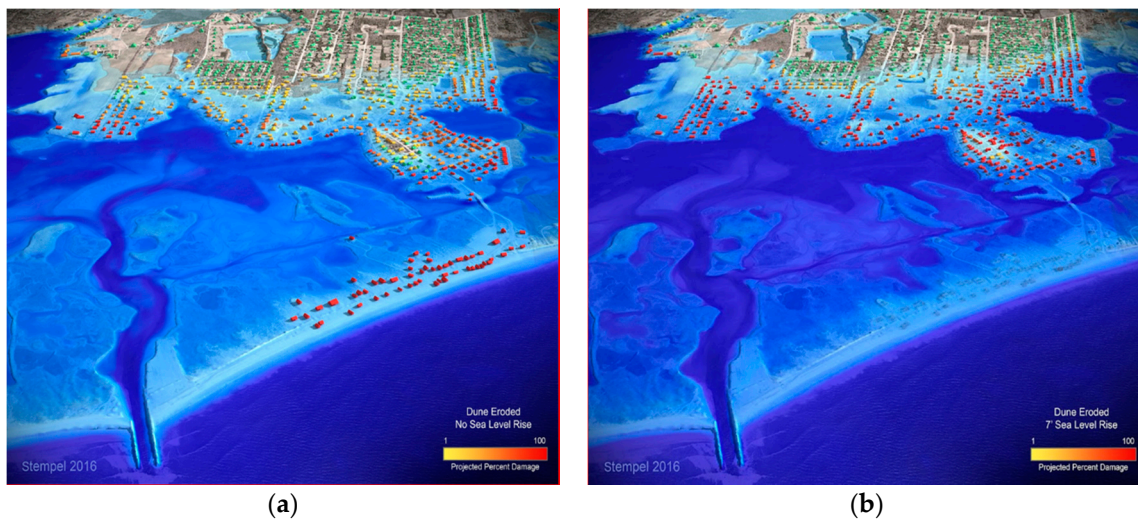 Dune Eroded
No Sea Level Rise
1 100
Projected Percent Damage
Stempel 2016
(a)
Dune Eroded
7' Sea Level Rise
1 100
Projected Percent Damage
Stempel 2016
(b)